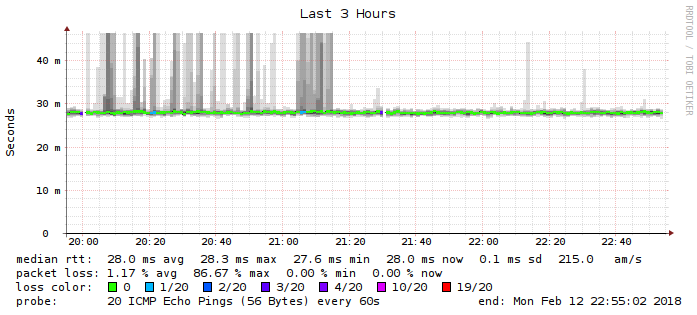 Last 3 Hours
RRDTOOL / TOBI OETIKER
Seconds
40 m
30 m
20 m
10 m
0
20:00 20:20 20:40 21:00 21:20 21:40 22:00 22:20 22:40
median rtt: 28.0 ms avg 28.3 ms max 27.6 ms min 28.0 ms now 0.1 ms sd 215.0 am/s
packet loss: 1.17 % avg 86.67 % max 0.00 % min 0.00 % now
loss color: 0 1/20 2/20 3/20 4/20 10/20 19/20
probe: 20 ICMP Echo Pings (56 Bytes) every 60s end: Mon Feb 12 22:55:02 2018